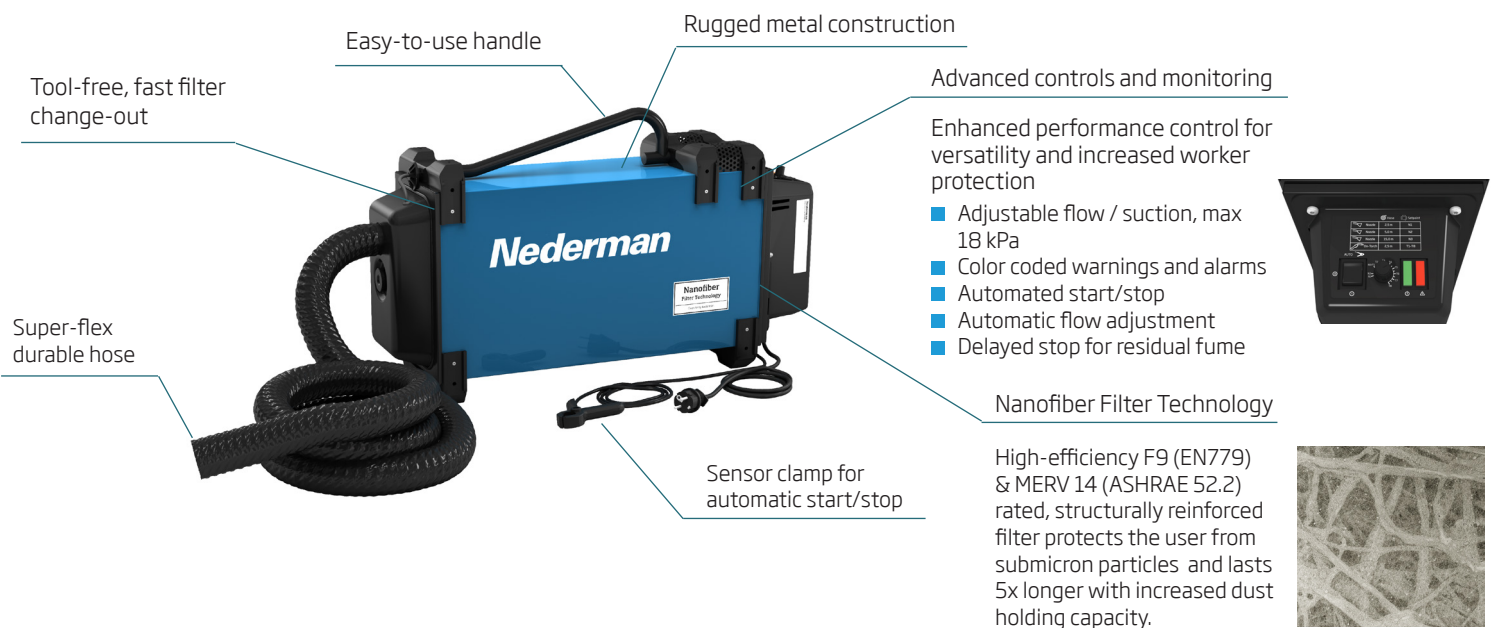 Easy-to-use handle
Rugged metal construction
Tool-free, fast filter
change-out
Advanced controls and monitoring
Enhanced performance control for
versatility and increased worker
protection
Adjustable flow / suction, max
18 kPa
Color coded warnings and alarms
Automated start/stop
Automatic flow adjustment
Delayed stop for residual fume
Nederman
Nanofiber
Filter Technology
AUTO
Super-flex
durable hose
Sensor clamp for
automatic start/stop
Nanofiber Filter Technology
High-efficiency F9 (EN779)
& MERV 14 (ASHRAE 52.2)
rated, structurally reinforced
filter protects the user from
submicron particles and lasts
5x longer with increased dust
holding capacity.